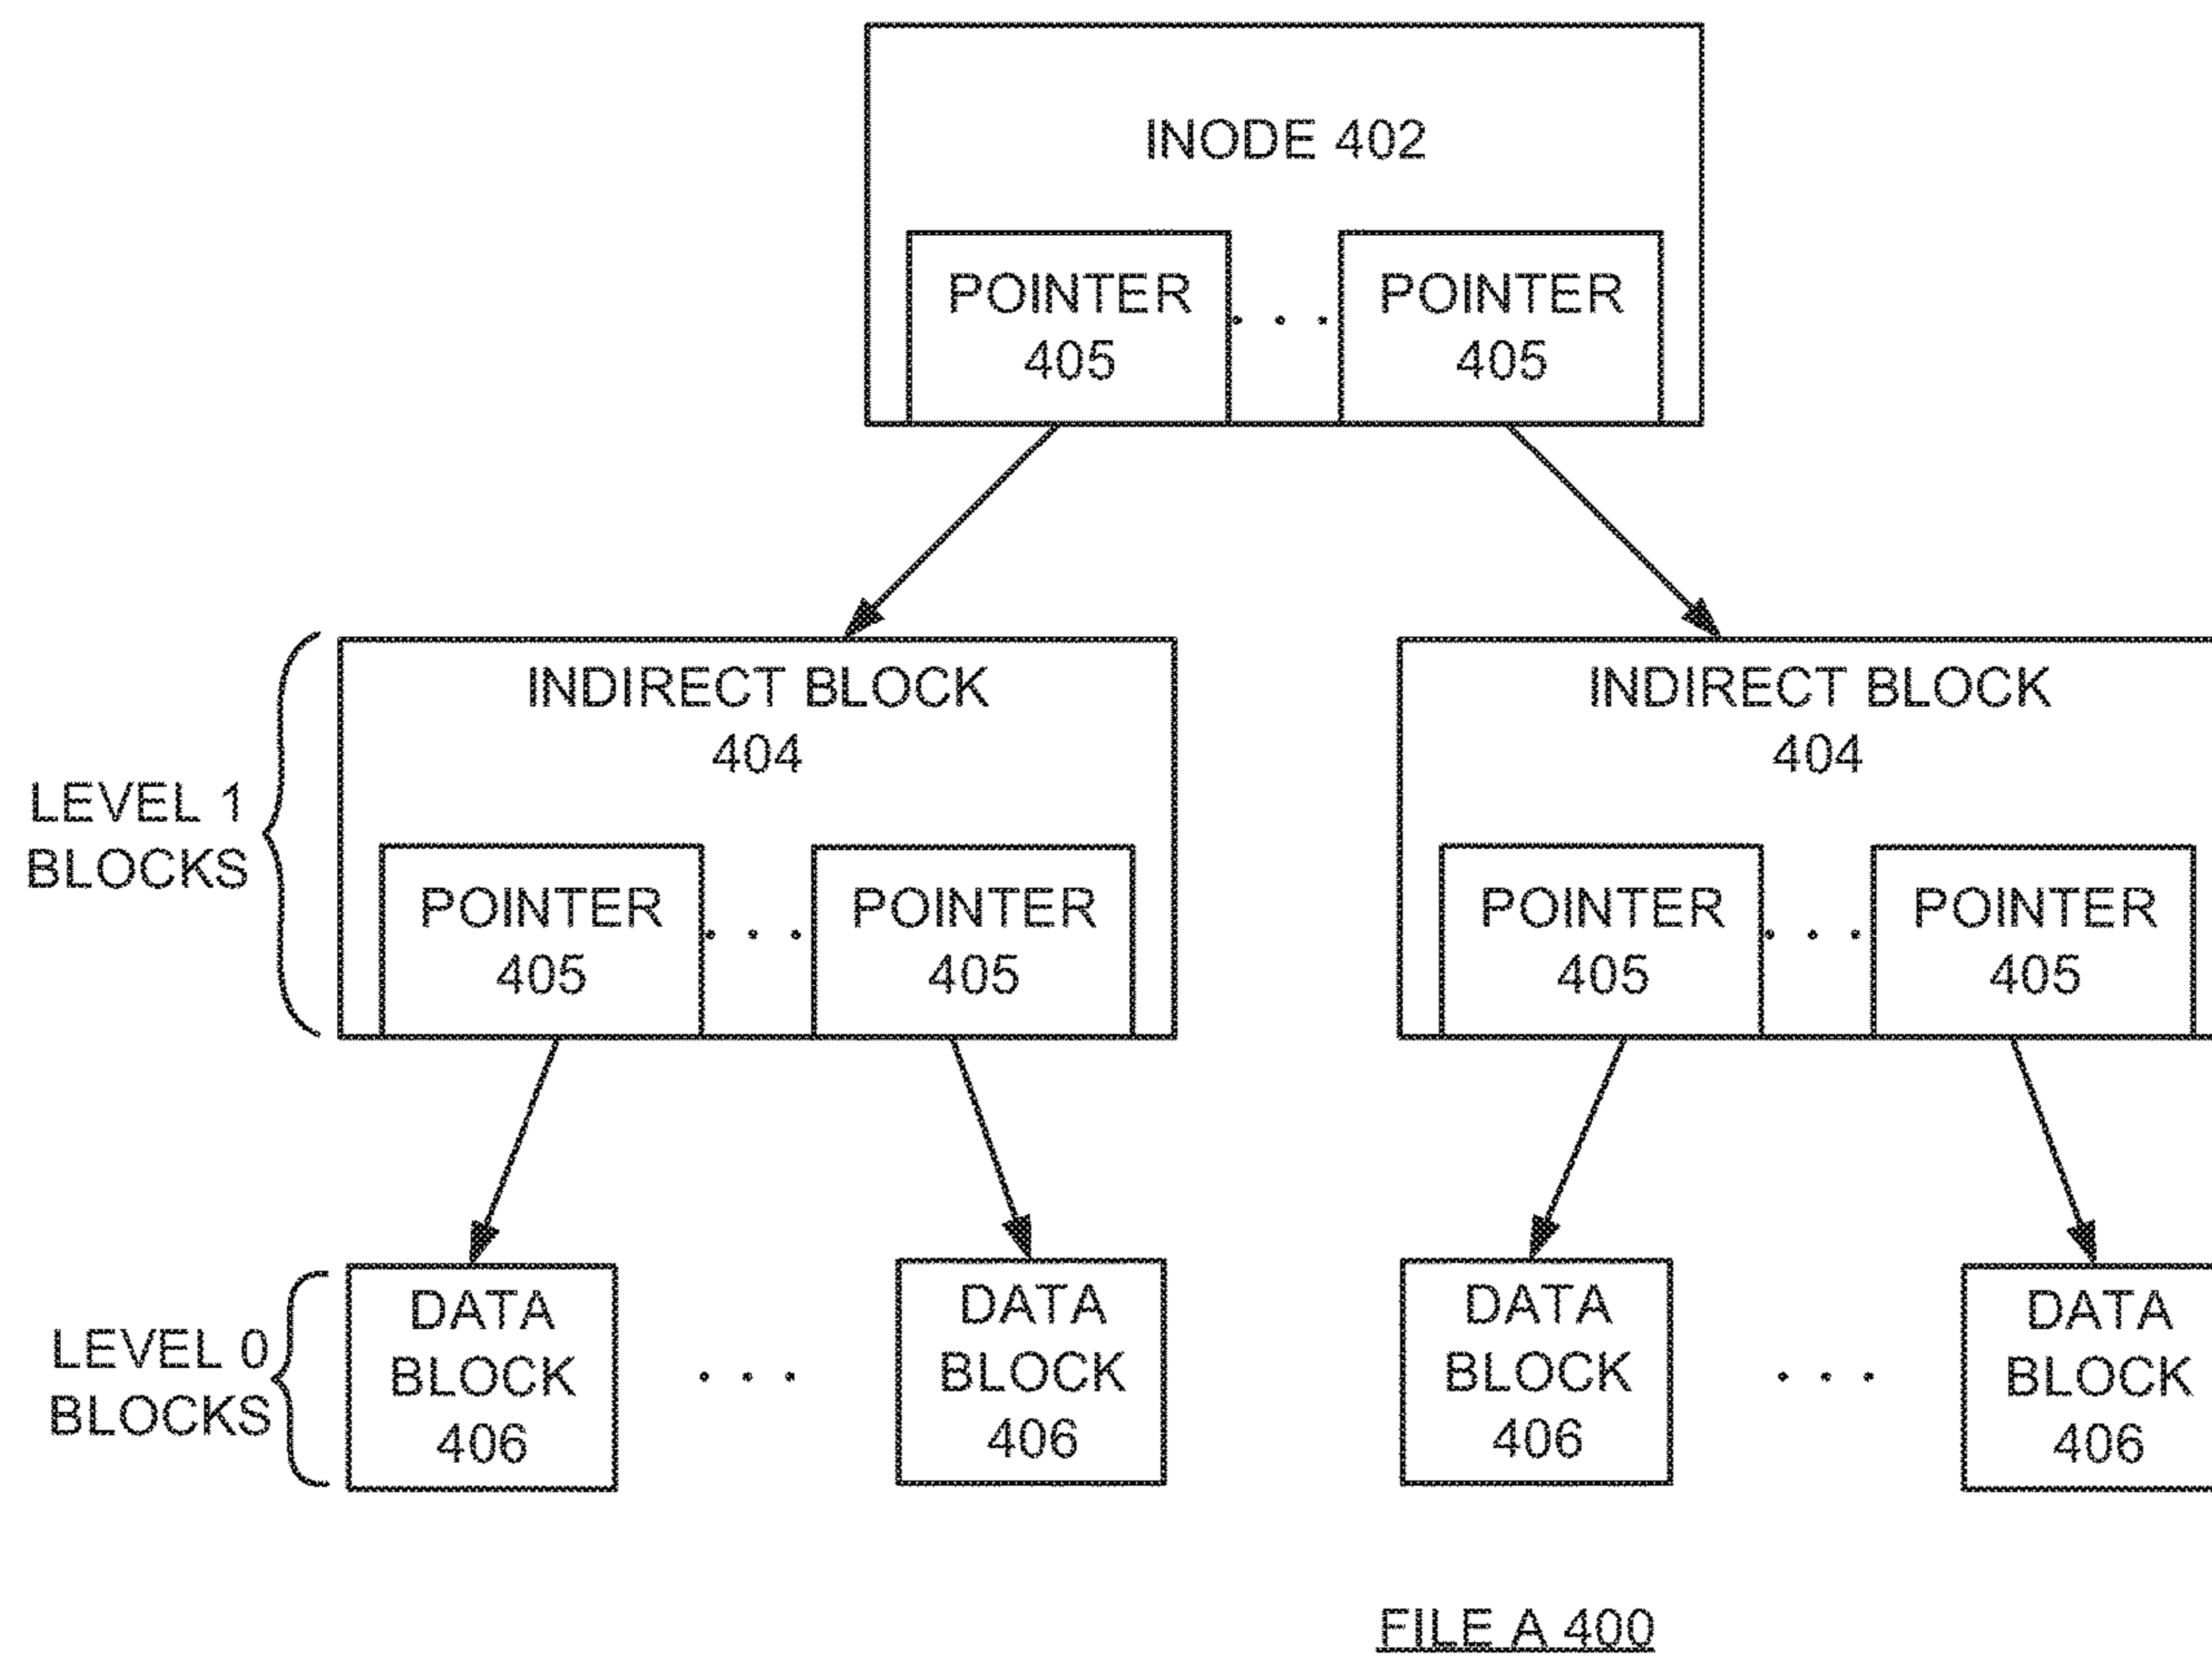 INODE 402
POINTER
405
. . .
POINTER
405
LEVEL 1
BLOCKS
INDIRECT BLOCK
404
POINTER
405
. . .
POINTER
405
INDIRECT BLOCK
404
POINTER
405
. . .
POINTER
405
LEVEL 0
BLOCKS
DATA
BLOCK
406
. . .
DATA
BLOCK
406
DATA
BLOCK
406
. . .
DATA
BLOCK
406
FILE A 400